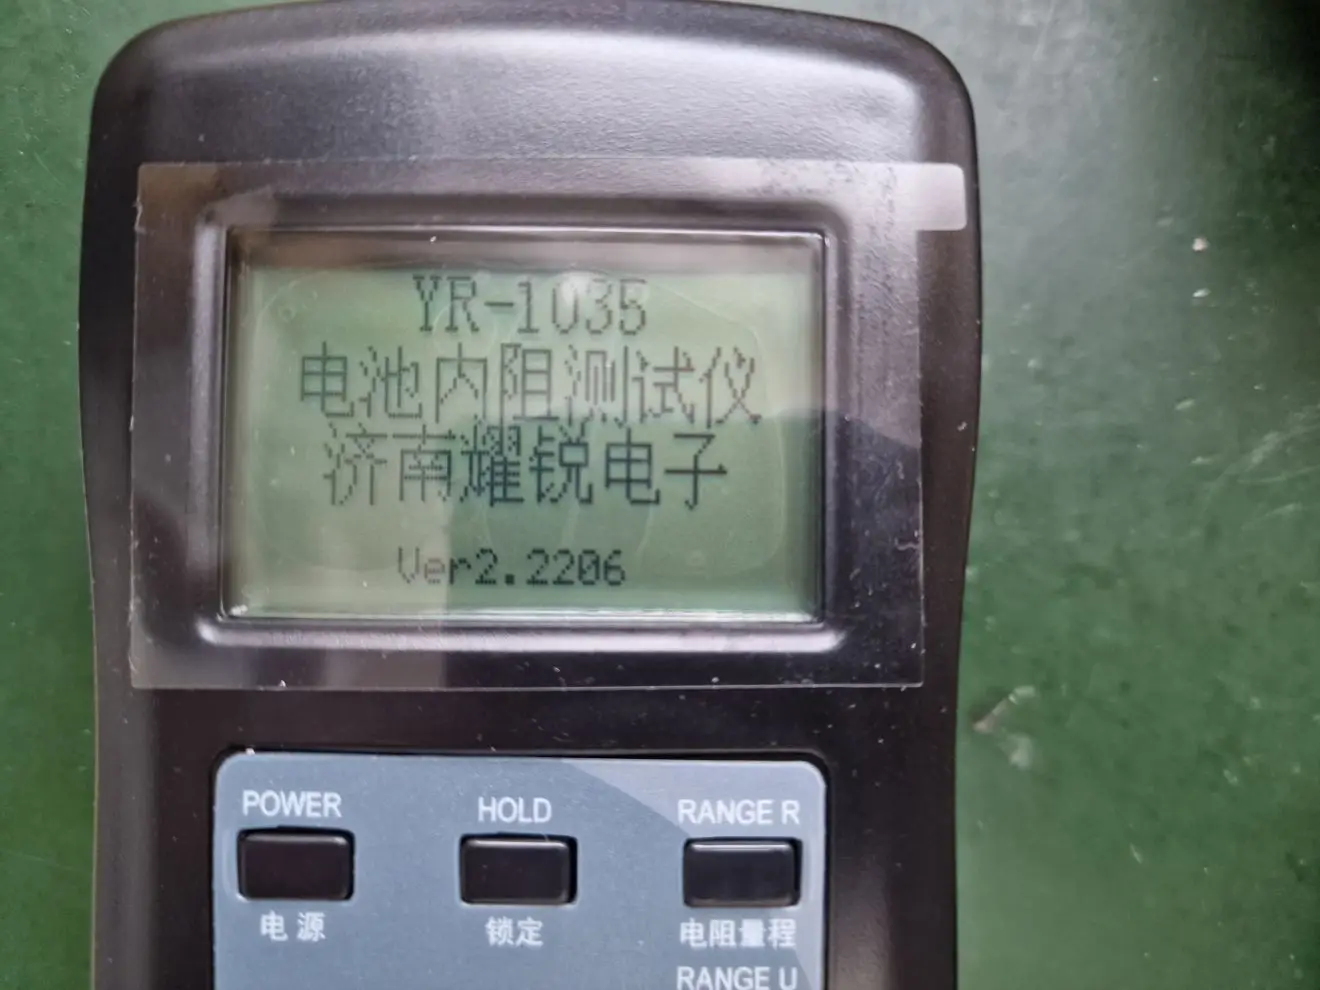 YR-1035
电池内阻测试仪
济南耀锐电子
Ver2.2206
POWER HOLD RANGE R
电源 锁定 电阻量程
RANGE U